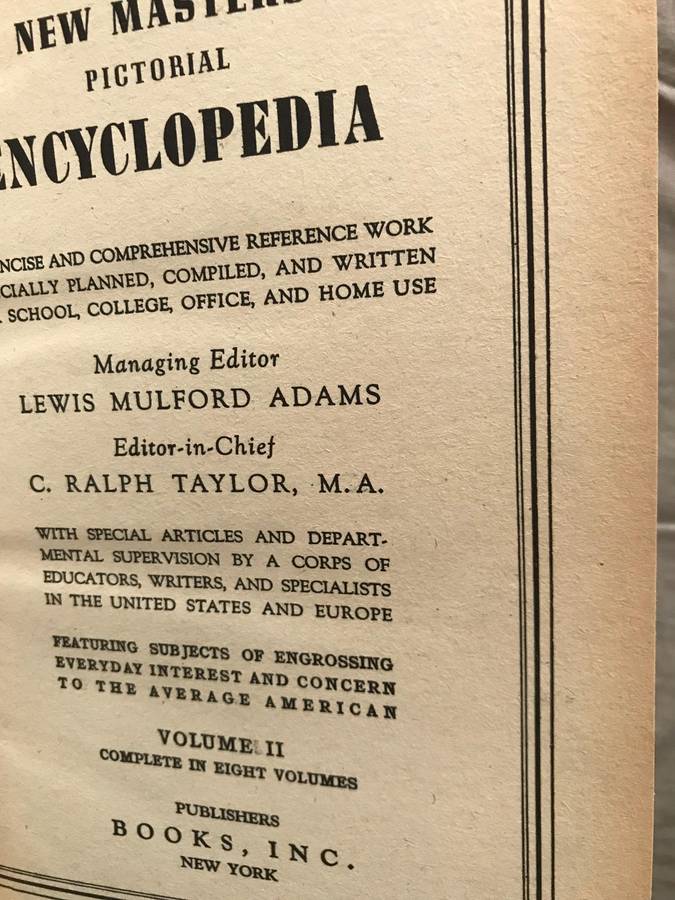 NEW MASTERS
PICTORIAL
ENCYCLOPEDIA
NCISE AND COMPREHENSIVE REFERENCE WORK
CIALLY PLANNED, COMPILED, AND WRITTEN
SCHOOL, COLLEGE, OFFICE, AND HOME USE
Managing Editor
LEWIS MULFORD ADAMS
Editor-in-Chief
C. RALPH TAYLOR, M.A.
WITH SPECIAL ARTICLES AND DEPART-
MENTAL SUPERVISION BY A CORPS OF
EDUCATORS, WRITERS, AND SPECIALISTS
IN THE UNITED STATES AND EUROPE
FEATURING SUBJECTS OF ENGROSSING
EVERYDAY INTEREST AND CONCERN
TO THE AVERAGE AMERICAN
VOLUME II
COMPLETE IN EIGHT VOLUMES
PUBLISHERS
BOOKS, INC.
NEW YORK